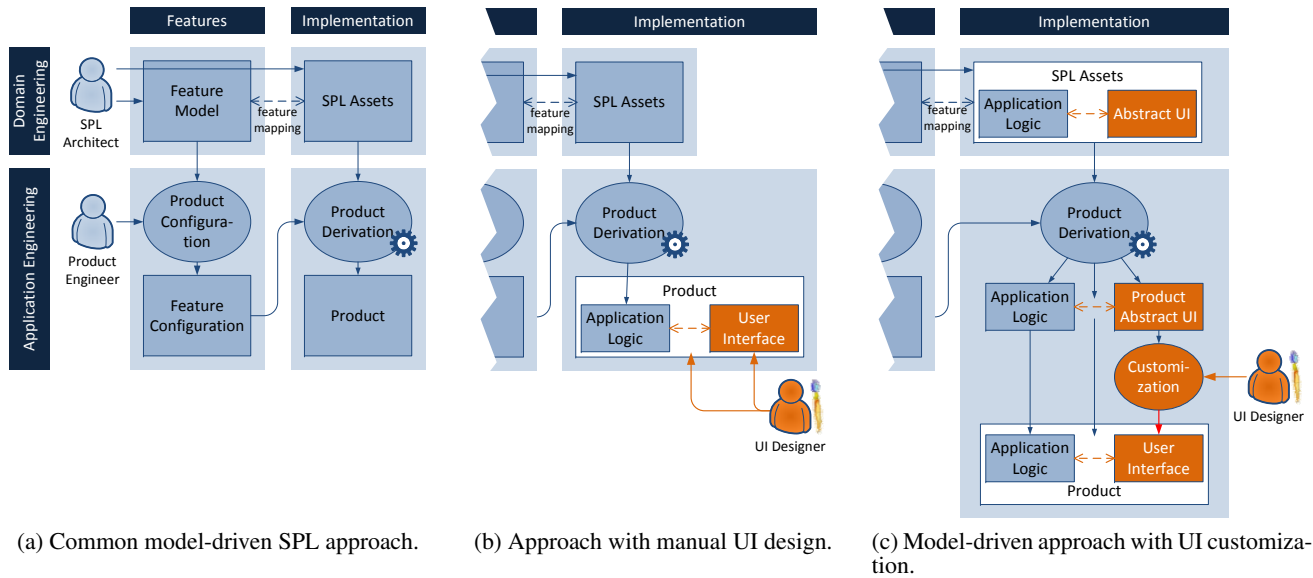 Features
Implementation
Domain
Engineering
Application Engineering
SPL
Architect
Feature
Model
feature
mapping
SPL Assets
Product
Engineer
Product
Configura-
tion
Product
Derivation
Feature
Configuration
Product
(a) Common model-driven SPL approach.
Implementation
feature
mapping
SPL Assets
Product
Derivation
Product
Application
Logic
User
Interface
UI Designer
(b) Approach with manual UI design.
Implementation
feature
mapping
SPL Assets
Application
Logic
Abstract UI
Product
Derivation
Application
Logic
Product
Abstract UI
Customi-
zation
UI Designer
Application
Logic
User
Interface
Product
(c) Model-driven approach with UI customiza-
tion.